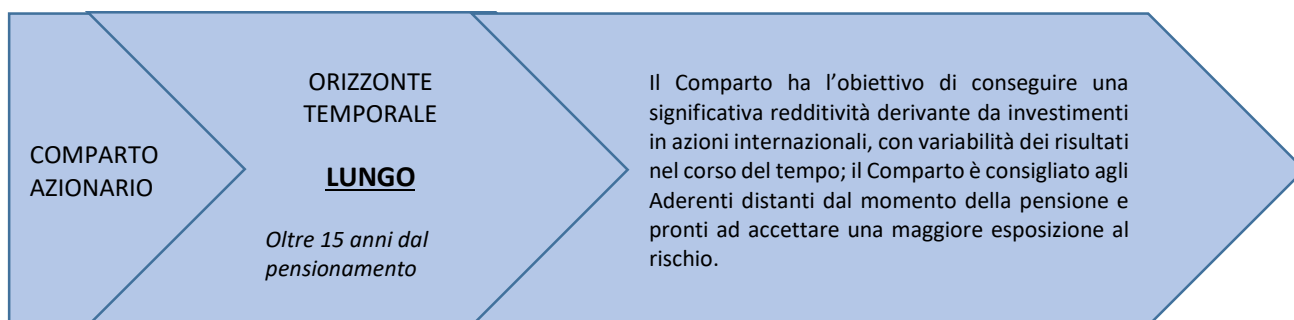 COMPARTO
AZIONARIO
ORIZZONTE
TEMPORALE
LUNGO
Oltre 15 anni dal
pensionamento
Il Comparto ha l’obiettivo di conseguire una
significativa redditività derivante da investimenti
in azioni internazionali, con variabilità dei risultati
nel corso del tempo; il Comparto è consigliato agli
Aderenti distanti dal momento della pensione e
pronti ad accettare una maggiore esposizione al
rischio.